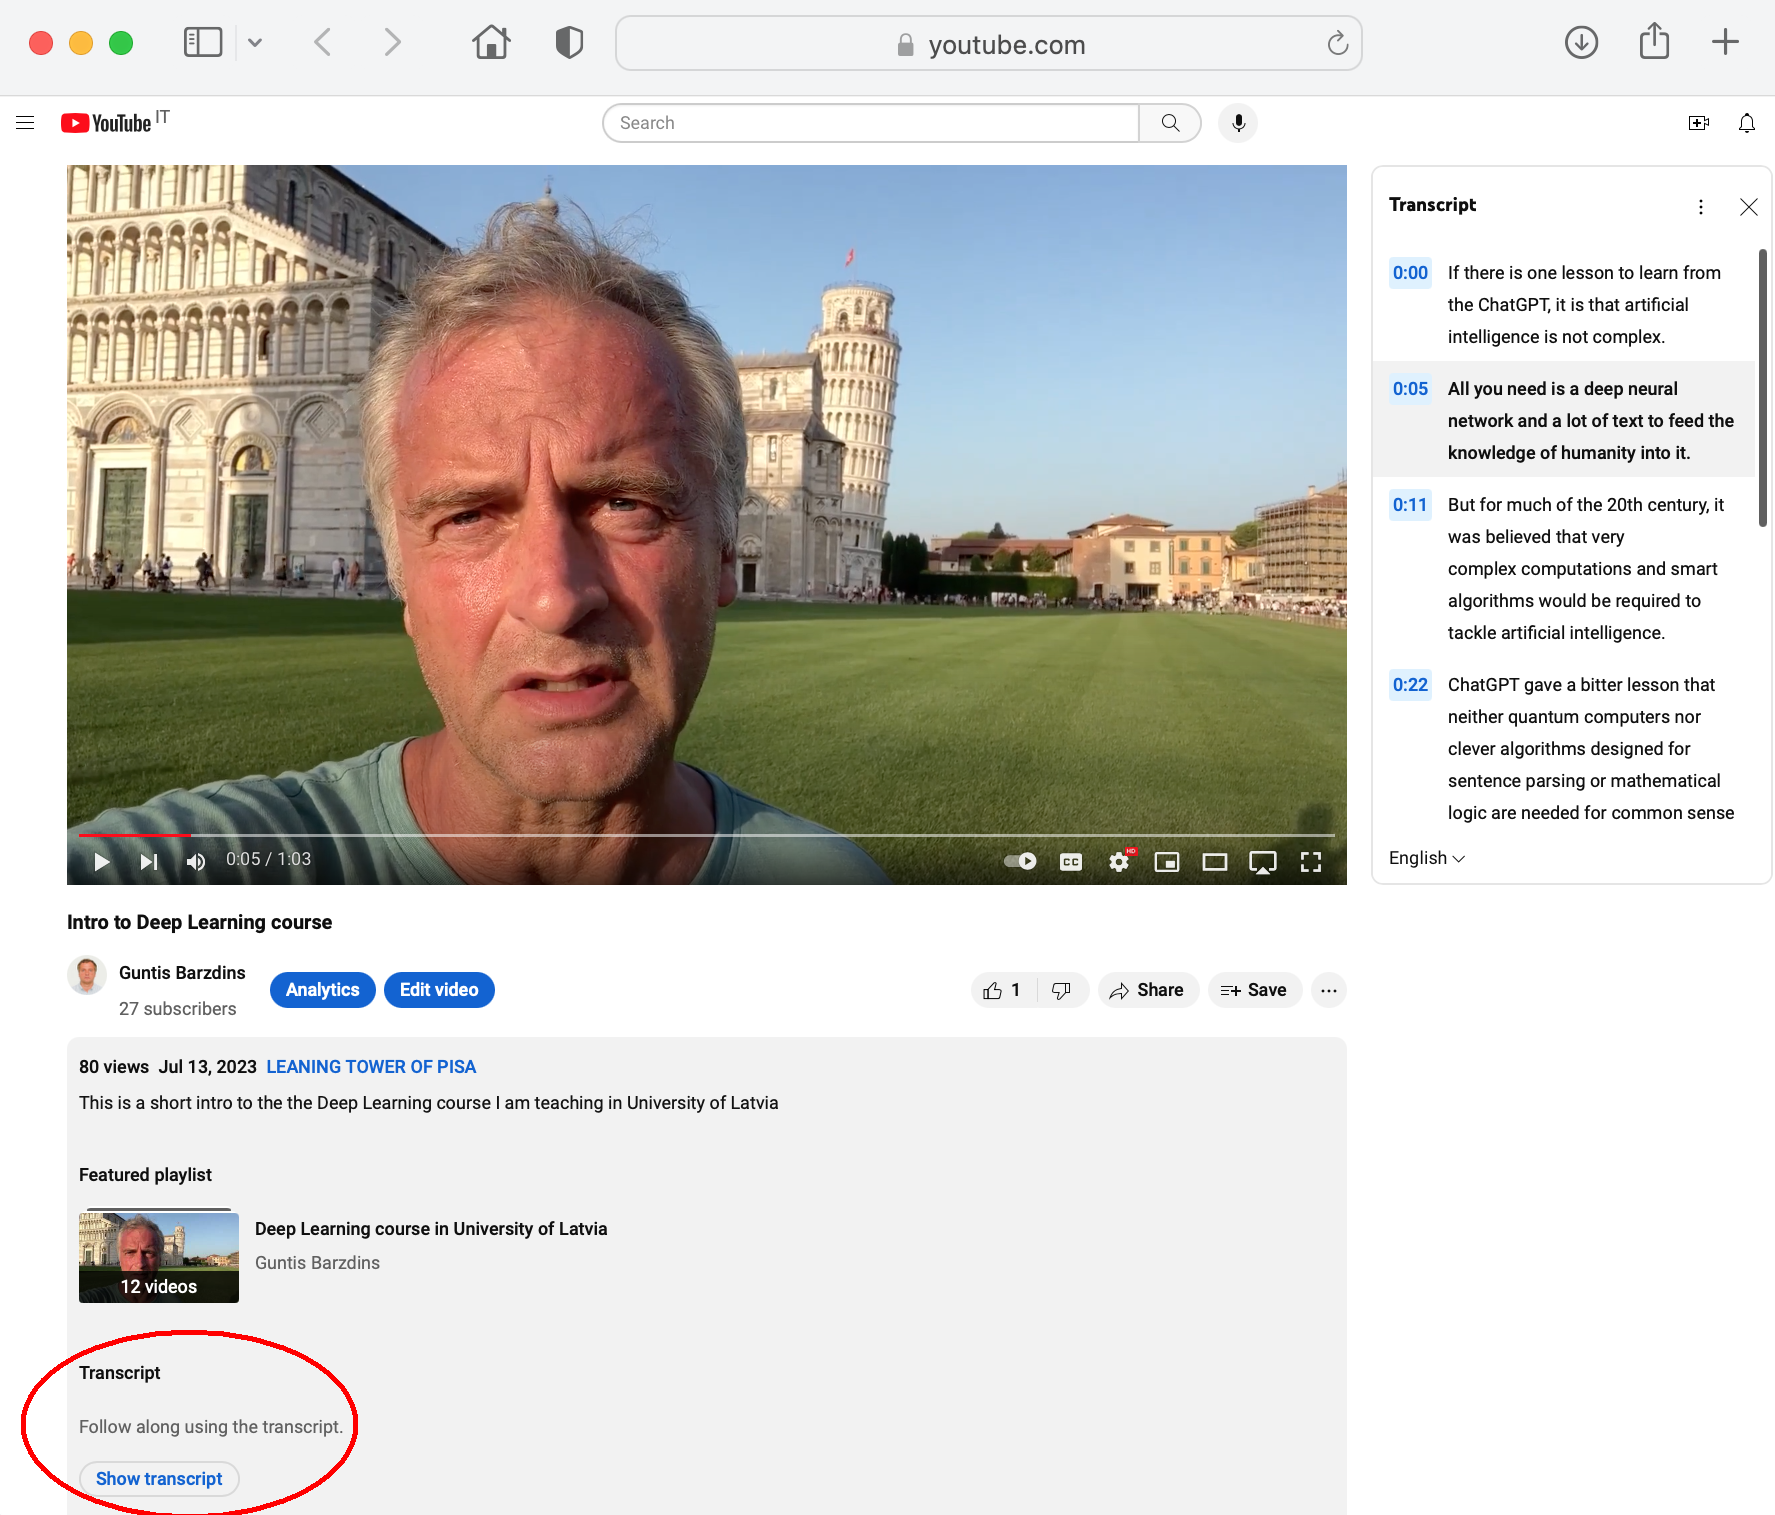 youtube.com
YouTube IT
Search
Transcript
0:00 If there is one lesson to learn from
the ChatGPT, it is that artificial
intelligence is not complex.
0:05 All you need is a deep neural
network and a lot of text to feed the
knowledge of humanity into it.
0:11 But for much of the 20th century, it
was believed that very
complex computations and smart
algorithms would be required to
tackle artificial intelligence.
0:22 ChatGPT gave a bitter lesson that
neither quantum computers nor
clever algorithms designed for
sentence parsing or mathematical
logic are needed for common sense
English
0:05 / 1:03
CC
HD
Intro to Deep Learning course
Guntis Barzdins
27 subscribers
Analytics
Edit video
1
Share
Save
80 views Jul 13, 2023 LEANING TOWER OF PISA
This is a short intro to the the Deep Learning course I am teaching in University of Latvia
Featured playlist
12 videos
Deep Learning course in University of Latvia
Guntis Barzdins
Transcript
Follow along using the transcript.
Show transcript